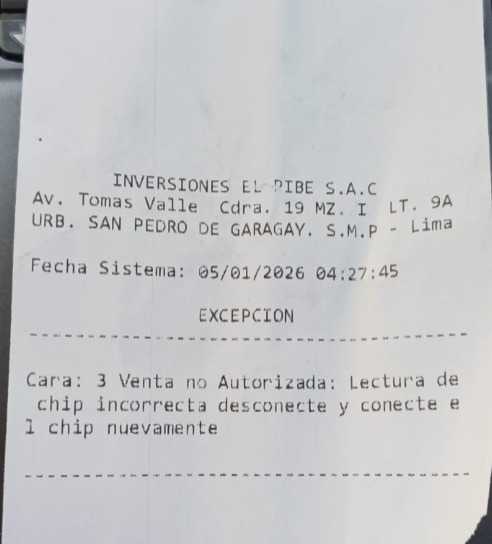 INVERSIONES EL PIBE S.A.C
Av. Tomas Valle Cdra. 19 MZ. I LT. 9A
URB. SAN PEDRO DE GARAGAY. S.M.P - Lima
Fecha Sistema: 05/01/2026 04:27:45
EXCEPCION
--------------------------------------------
Cara: 3 Venta no Autorizada: Lectura de
chip incorrecta desconecte y conecte e
l chip nuevamente
--------------------------------------------